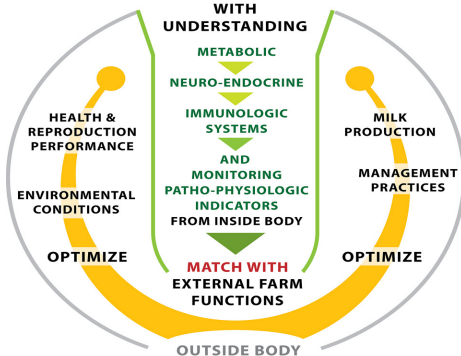 WITH
UNDERSTANDING
METABOLIC
NEURO-ENDOCRINE
IMMUNOLOGIC
SYSTEMS
AND
MONITORING
PATHO-PHYSIOLOGIC
INDICATORS
FROM INSIDE BODY
MATCH WITH
EXTERNAL FARM
FUNCTIONS
HEALTH &
REPRODUCTION
PERFORMANCE
ENVIRONMENTAL
CONDITIONS
OPTIMIZE
MILK
PRODUCTION
MANAGEMENT
PRACTICES
OPTIMIZE
OUTSIDE BODY